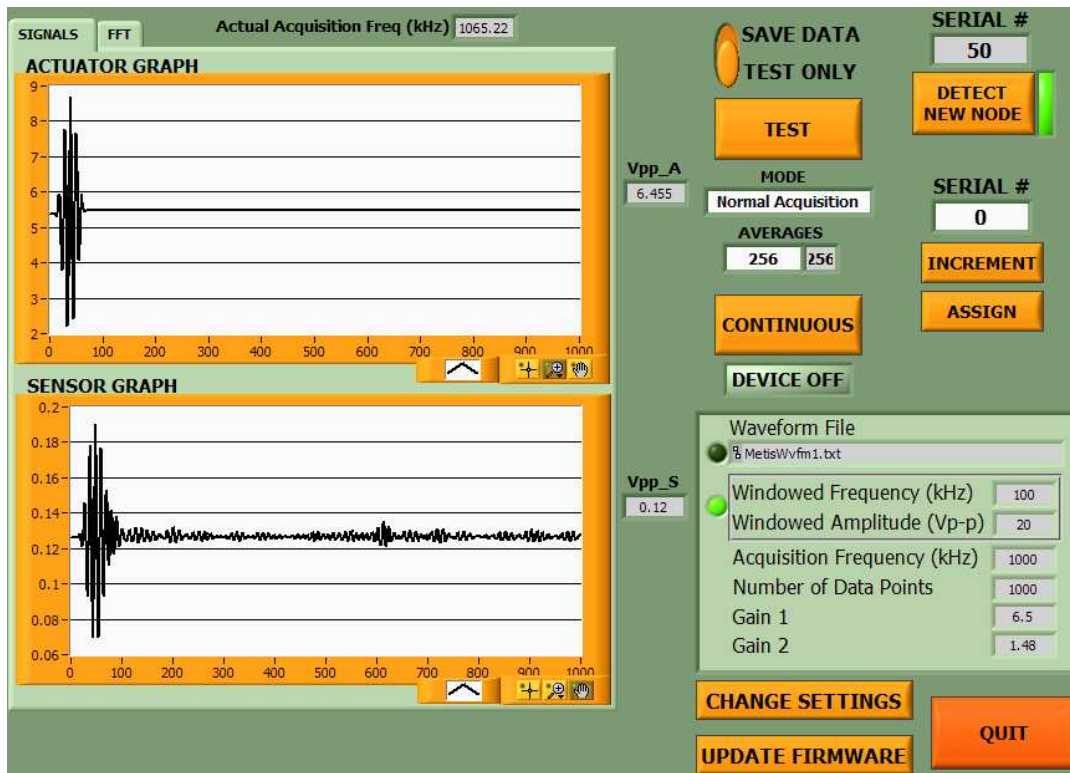 SIGNALS
FFT
Actual Acquisition Freq (kHz) 1065.22
ACTUATOR GRAPH
9
8
7
6
5
4
3
2
0 100 200 300 400 500 600 700 800 900 1000
SENSOR GRAPH
0.2
0.18
0.16
0.14
0.12
0.1
0.08
0.06
0 100 200 300 400 500 600 700 800 900 1000
Vpp_A
6.455
Vpp_S
0.12
SAVE DATA
TEST ONLY
TEST
MODE
Normal Acquisition
AVERAGES
256 256
CONTINUOUS
DEVICE OFF
SERIAL #
50
DETECT
NEW NODE
SERIAL #
0
INCREMENT
ASSIGN
Waveform File
MetisWvfm1.txt
Windowed Frequency (kHz) 100
Windowed Amplitude (Vp-p) 20
Acquisition Frequency (kHz) 1000
Number of Data Points 1000
Gain 1 6.5
Gain 2 1.48
CHANGE SETTINGS
UPDATE FIRMWARE
QUIT